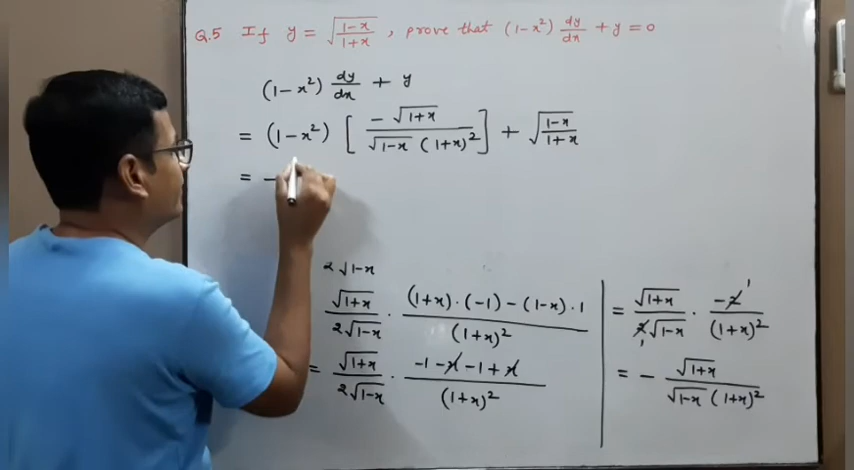 Q.5 If y = √((1-x)/(1+x)), prove that (1-x²) dy/dx + y = 0
(1-x²) dy/dx + y
= (1-x²) [ -√(1+x) / (√(1-x) (1+x)²) ] + √((1-x)/(1+x))
= -
2√(1-x)
√(1+x) / (2√(1-x)) · ((1+x)·(-1) - (1-x)·1) / (1+x)²
= √(1+x) / (2√(1-x)) · (-1 - x - 1 + x) / (1+x)²
= √(1+x) / (2√(1-x)) · (-2) / (1+x)²
= - √(1+x) / (√(1-x) (1+x)²)